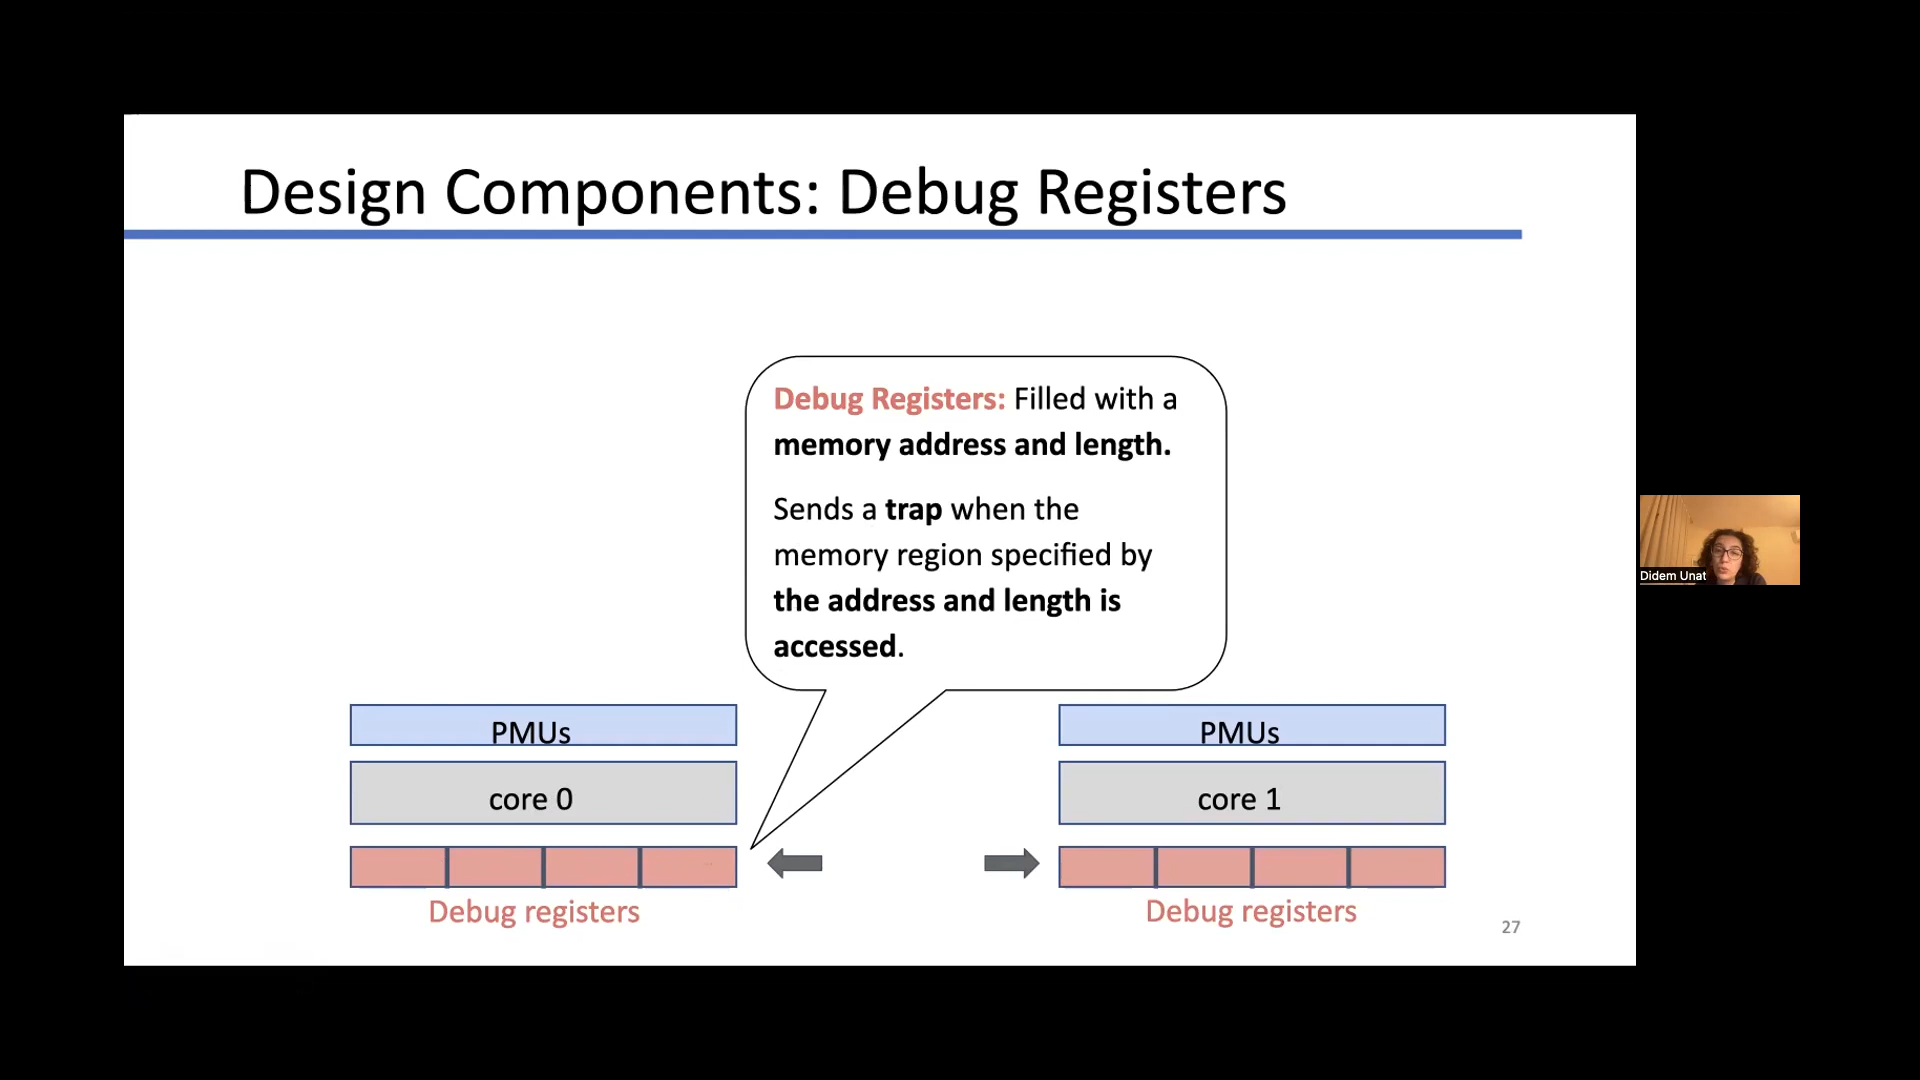 Design Components: Debug Registers
Debug Registers: Filled with a
memory address and length.
Sends a trap when the
memory region specified by
the address and length is
accessed.
PMUs
PMUs
core 0
core 1
Debug registers
Debug registers
27
Didem Unat